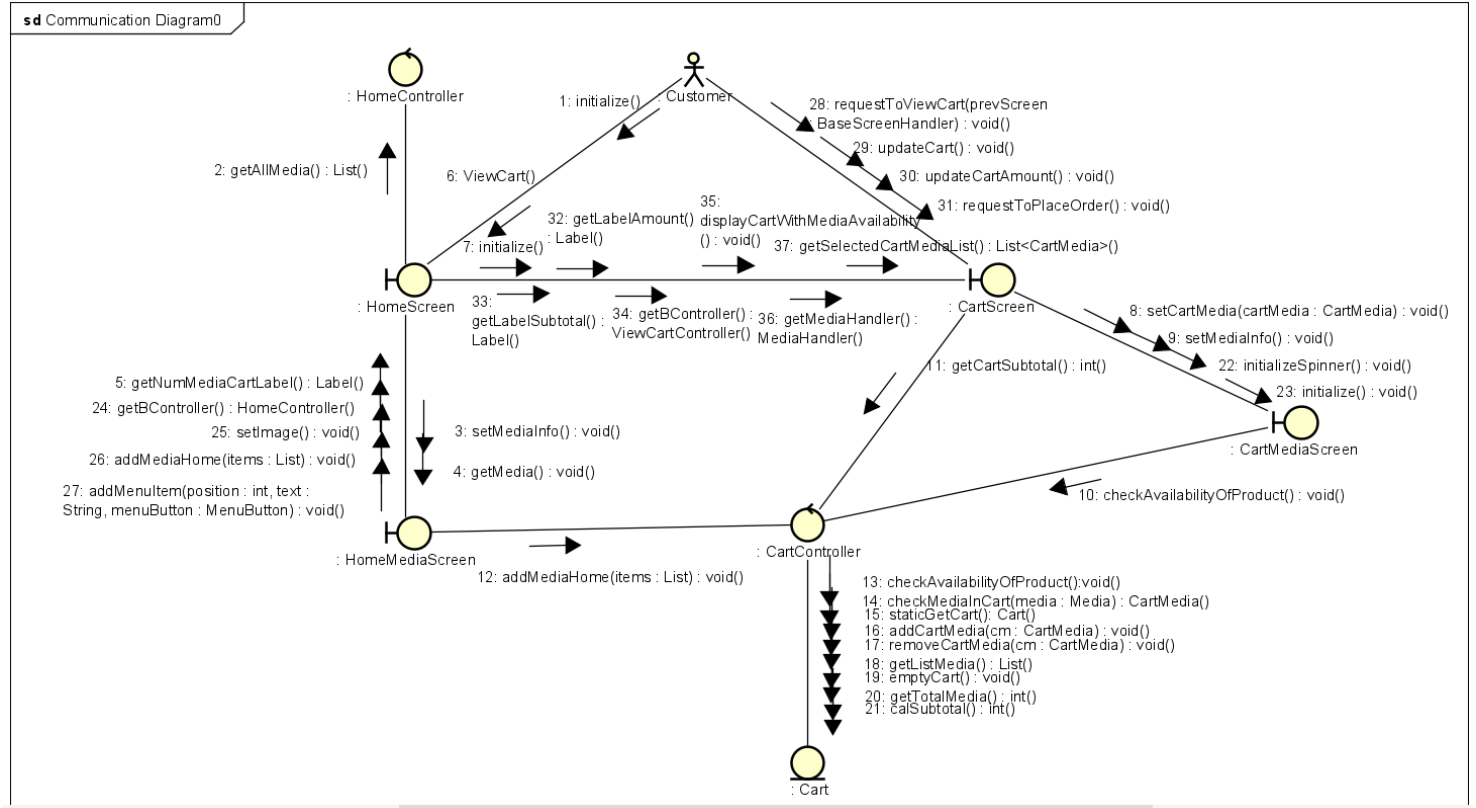 sd Communication Diagram0
: HomeController
: Customer
1: initialize()
28: requestToViewCart(prevScreen
: BaseScreenHandler) : void()
29: updateCart() : void()
2: getAllMedia() : List()
6: ViewCart()
30: updateCartAmount() : void()
31: requestToPlaceOrder() : void()
32: getLabelAmount()
: Label()
35:
displayCartWithMediaAvailability
() : void()
7: initialize()
37: getSelectedCartMediaList() : List<CartMedia>()
: HomeScreen
33:
getLabelSubtotal() :
Label()
34: getBController() :
ViewCartController()
36: getMediaHandler() :
MediaHandler()
: CartScreen
8: setCartMedia(cartMedia : CartMedia) : void()
9: setMediaInfo() : void()
22: initializeSpinner() : void()
23: initialize() : void()
11: getCartSubtotal() : int()
5: getNumMediaCartLabel() : Label()
24: getBController() : HomeController()
25: setImage() : void()
26: addMediaHome(items : List) : void()
27: addMenuItem(position : int, text :
String, menuButton : MenuButton) : void()
3: setMediaInfo() : void()
4: getMedia() : void()
: CartMediaScreen
10: checkAvailabilityOfProduct() : void()
: HomeMediaScreen
: CartController
12: addMediaHome(items : List) : void()
13: checkAvailabilityOfProduct():void()
14: checkMediaInCart(media : Media) : CartMedia()
15: staticGetCart(): Cart()
16: addCartMedia(cm : CartMedia) : void()
17: removeCartMedia(cm : CartMedia) : void()
18: getListMedia() : List()
19: emptyCart() : void()
20: getTotalMedia() : int()
21: calSubtotal() : int()
: Cart